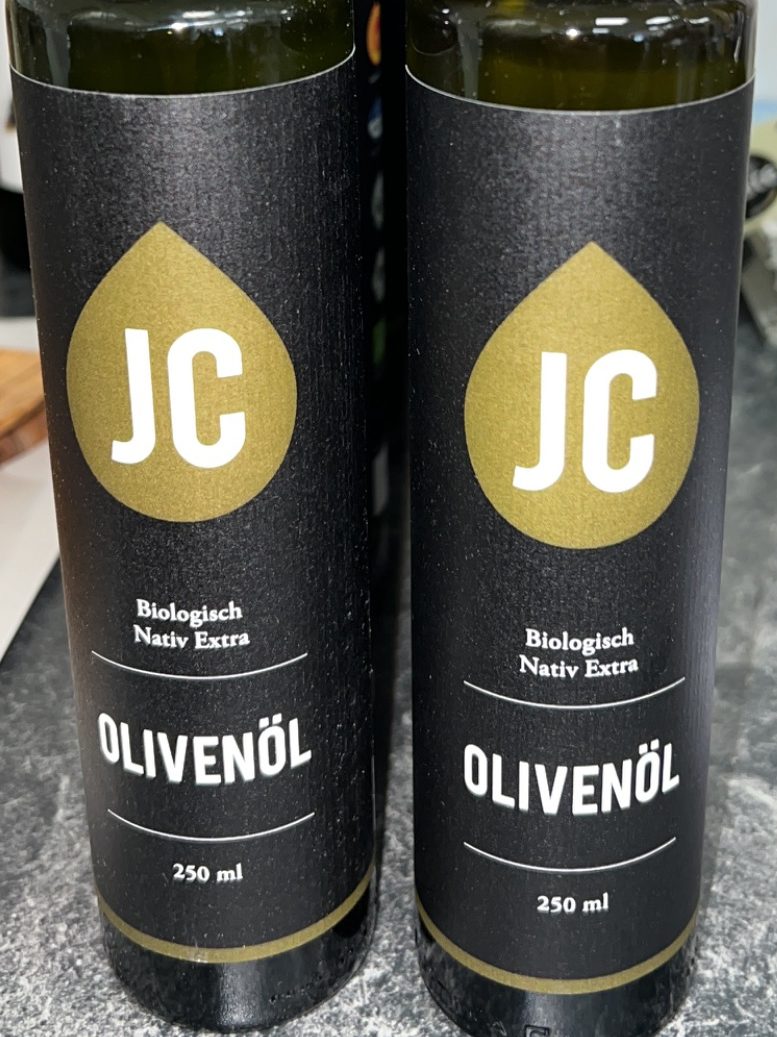 JC
Biologisch
Nativ Extra
OLIVENÖL
250 ml
JC
Biologisch
Nativ Extra
OLIVENÖL
250 ml